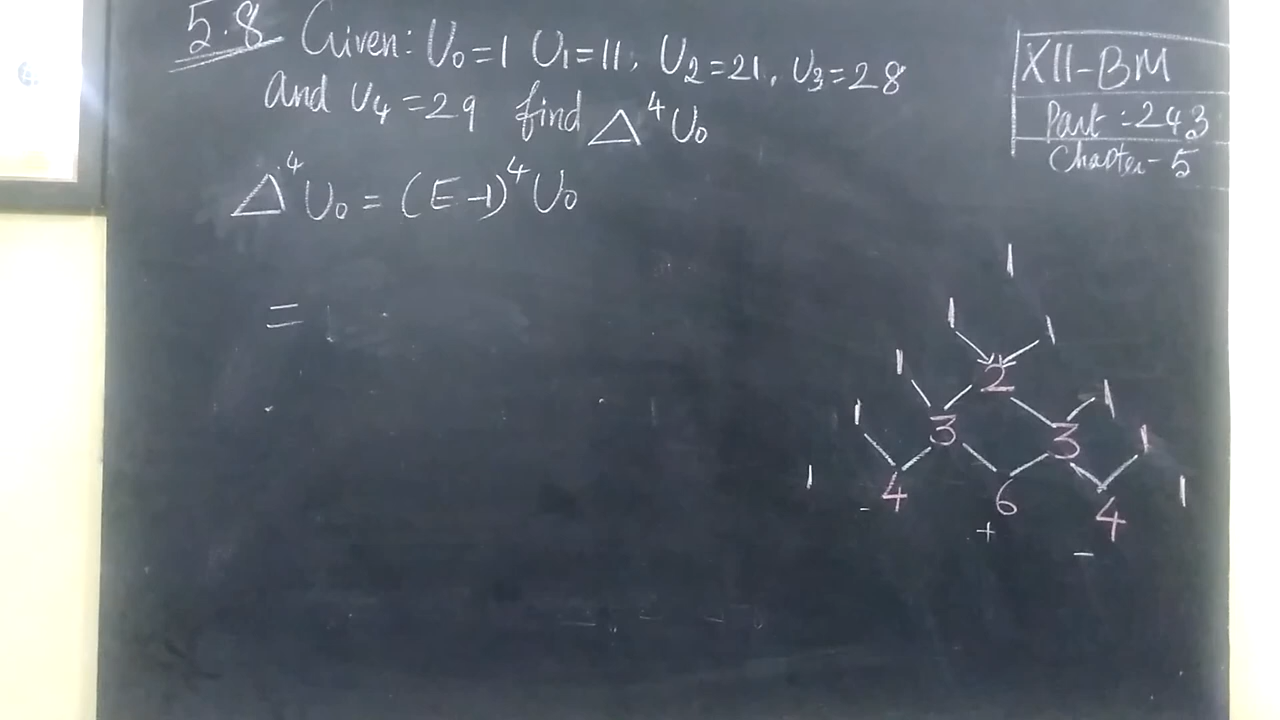 5.8 Given: U₀=1 U₁=11, U₂=21, U₃=28
and U₄=29 find Δ⁴U₀
Δ⁴U₀ = (E-1)⁴U₀
=
XII-BM
Part:243
Chapter-5
1
1 1
1 2 1
1 3 3 1
1 4 6 4 1
- + -